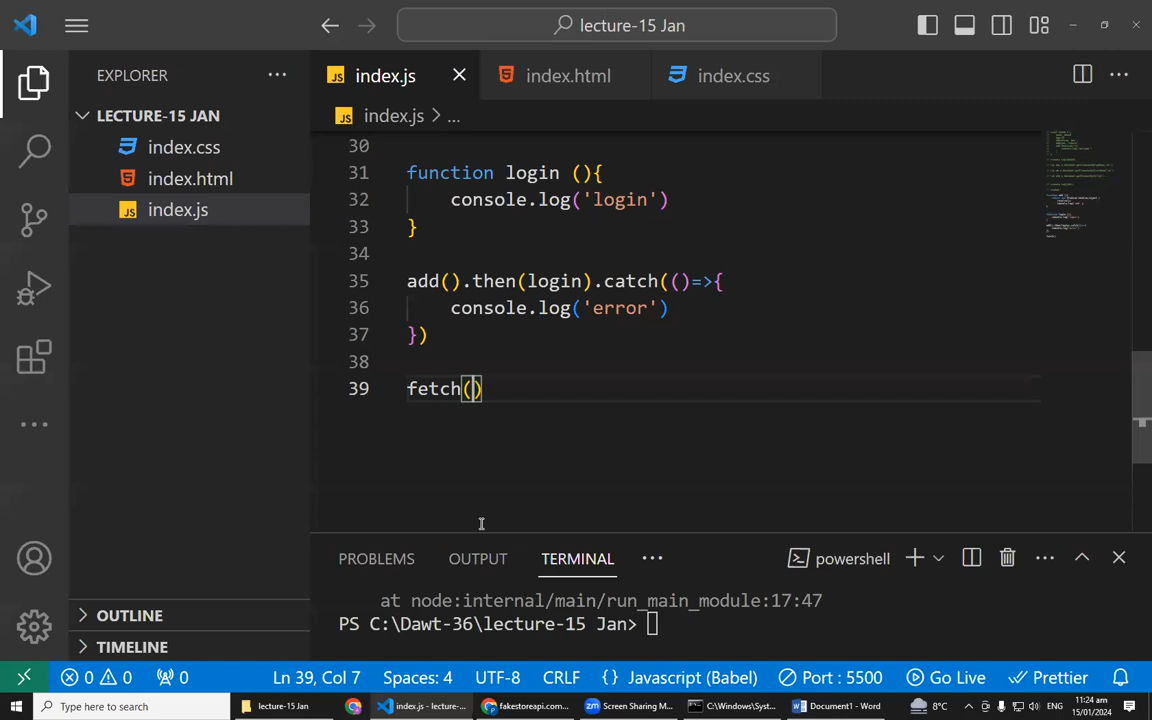 lecture-15 Jan
EXPLORER
index.js
index.html
index.css
LECTURE-15 JAN
index.js > ...
index.css
index.html
index.js
30
31 function login (){
32 console.log('login')
33 }
34
35 add().then(login).catch(()=>{
36 console.log('error')
37 })
38
39 fetch()
PROBLEMS OUTPUT TERMINAL powershell
at node:internal/main/run_main_module:17:47
PS C:\Dawt-36\lecture-15 Jan>
OUTLINE
TIMELINE
0 0 0 Ln 39, Col 7 Spaces: 4 UTF-8 CRLF {} Javascript (Babel) Port : 5500 Go Live Prettier
Type here to search lecture-15 Jan index.js - lecture-... fakestoreapi.com... Screen Sharing M... C:\Windows\Syst... Document1 - Word 8°C ENG 11:24 am
15/01/2024